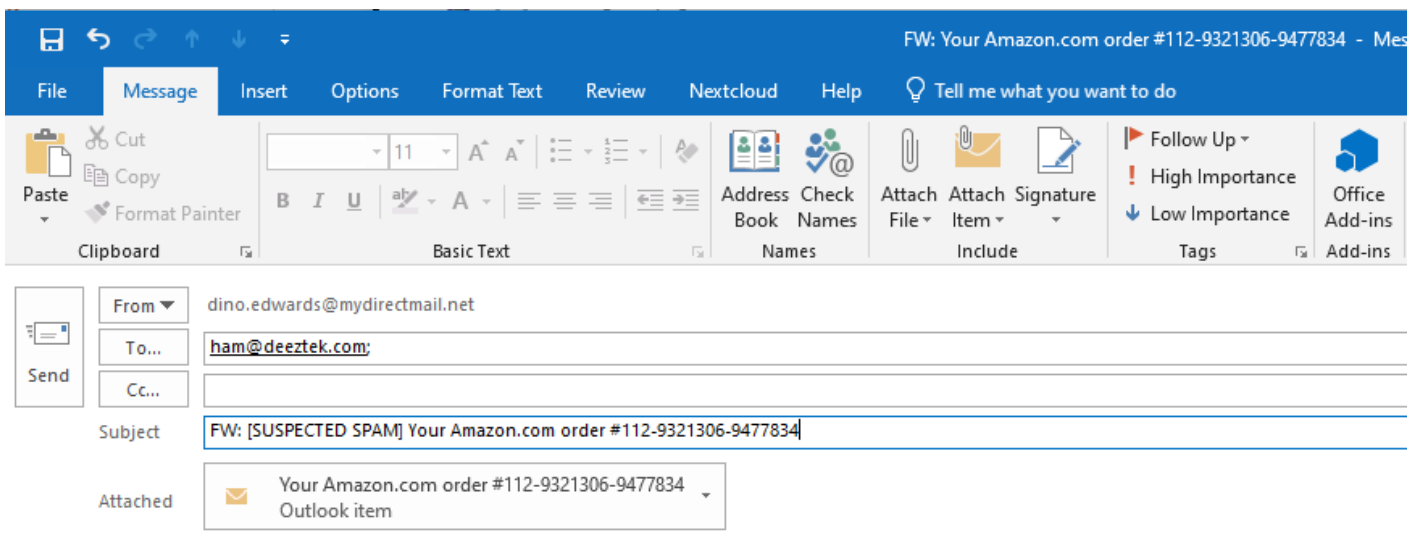 FW: Your Amazon.com order #112-9321306-9477834 - Mes
File Message Insert Options Format Text Review Nextcloud Help Tell me what you want to do
Paste
Cut
Copy
Format Painter
Clipboard
11
B I U A
Basic Text
Address Book
Check Names
Names
Attach File
Attach Item
Signature
Include
Follow Up
High Importance
Low Importance
Tags
Office Add-ins
Add-ins
Send
From dino.edwards@mydirectmail.net
To... ham@deeztek.com;
Cc...
Subject FW: [SUSPECTED SPAM] Your Amazon.com order #112-9321306-9477834
Attached
Your Amazon.com order #112-9321306-9477834
Outlook item